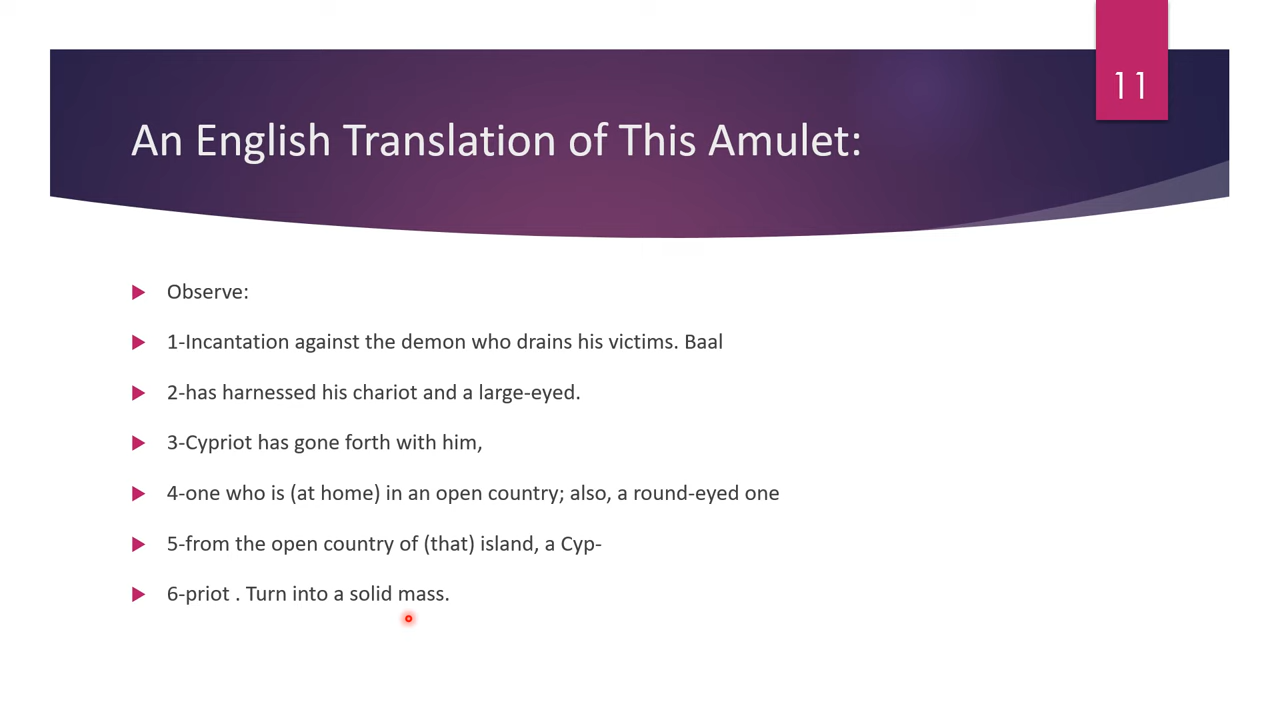 11
An English Translation of This Amulet:
Observe:
1-Incantation against the demon who drains his victims. Baal
2-has harnessed his chariot and a large-eyed.
3-Cypriot has gone forth with him,
4-one who is (at home) in an open country; also, a round-eyed one
5-from the open country of (that) island, a Cyp-
6-priot . Turn into a solid mass.